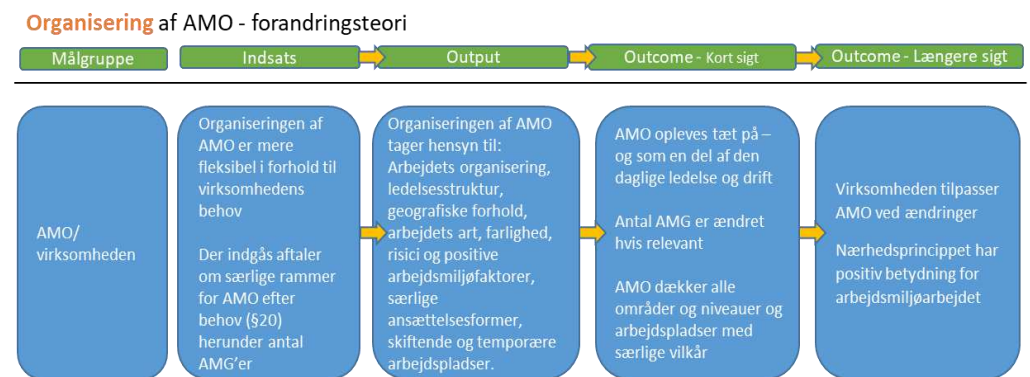 Organisering af AMO - forandringsteori
Målgruppe
Indsats
Output
Outcome - Kort sigt
Outcome - Længere sigt
AMO/
virksomheden
Organiseringen af
AMO er mere
fleksibel i forhold til
virksomhedens
behov
Der indgås aftaler
om særlige rammer
for AMO efter
behov (§20)
herunder antal
AMG'er
Organiseringen af AMO
tager hensyn til:
Arbejdets organisering,
ledelsesstruktur,
geografiske forhold,
arbejdets art, farlighed,
risici og positive
arbejdsmiljøfaktorer,
særlige
ansættelsesformer,
skiftende og temporære
arbejdspladser.
AMO opleves tæt på –
og som en del af den
daglige ledelse og drift
Antal AMG er ændret
hvis relevant
AMO dækker alle
områder og niveauer og
arbejdspladser med
særlige vilkår
Virksomheden tilpasser
AMO ved ændringer
Nærhedsprincippet har
positiv betydning for
arbejdsmiljøarbejdet